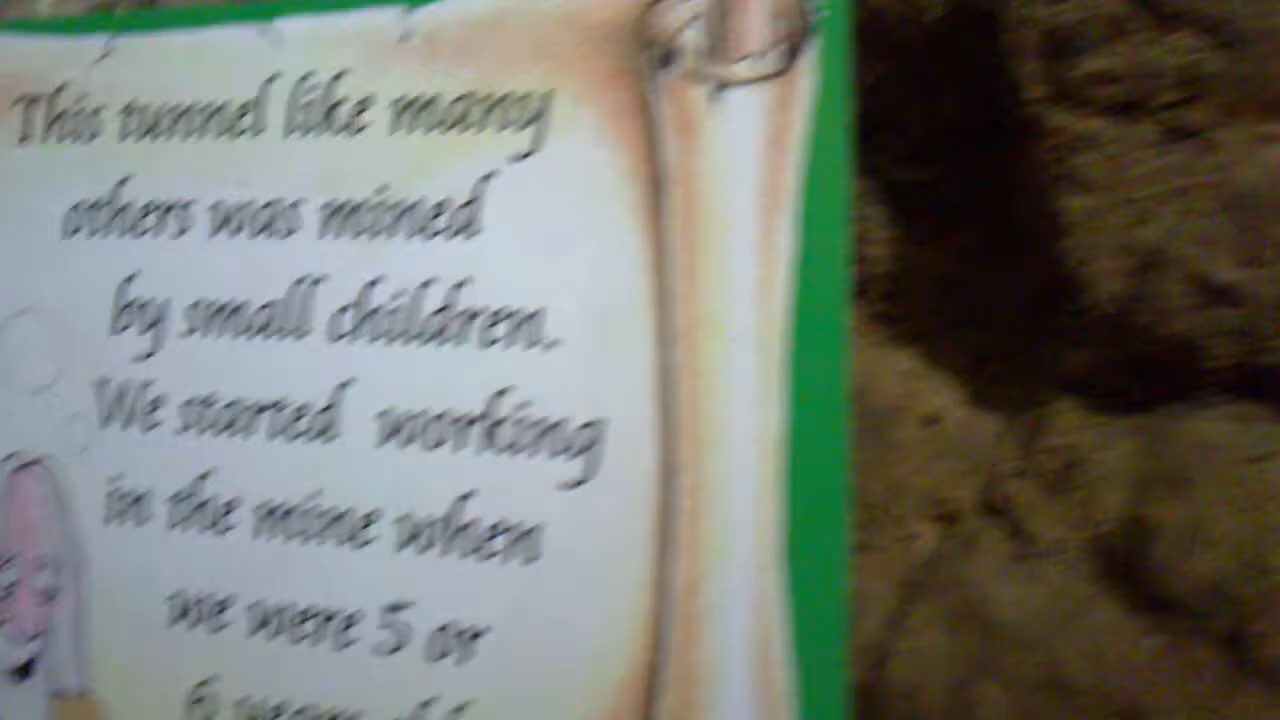 This tunnel like many
others was mined
by small children.
We started working
in the mine when
we were 5 or
6 years old